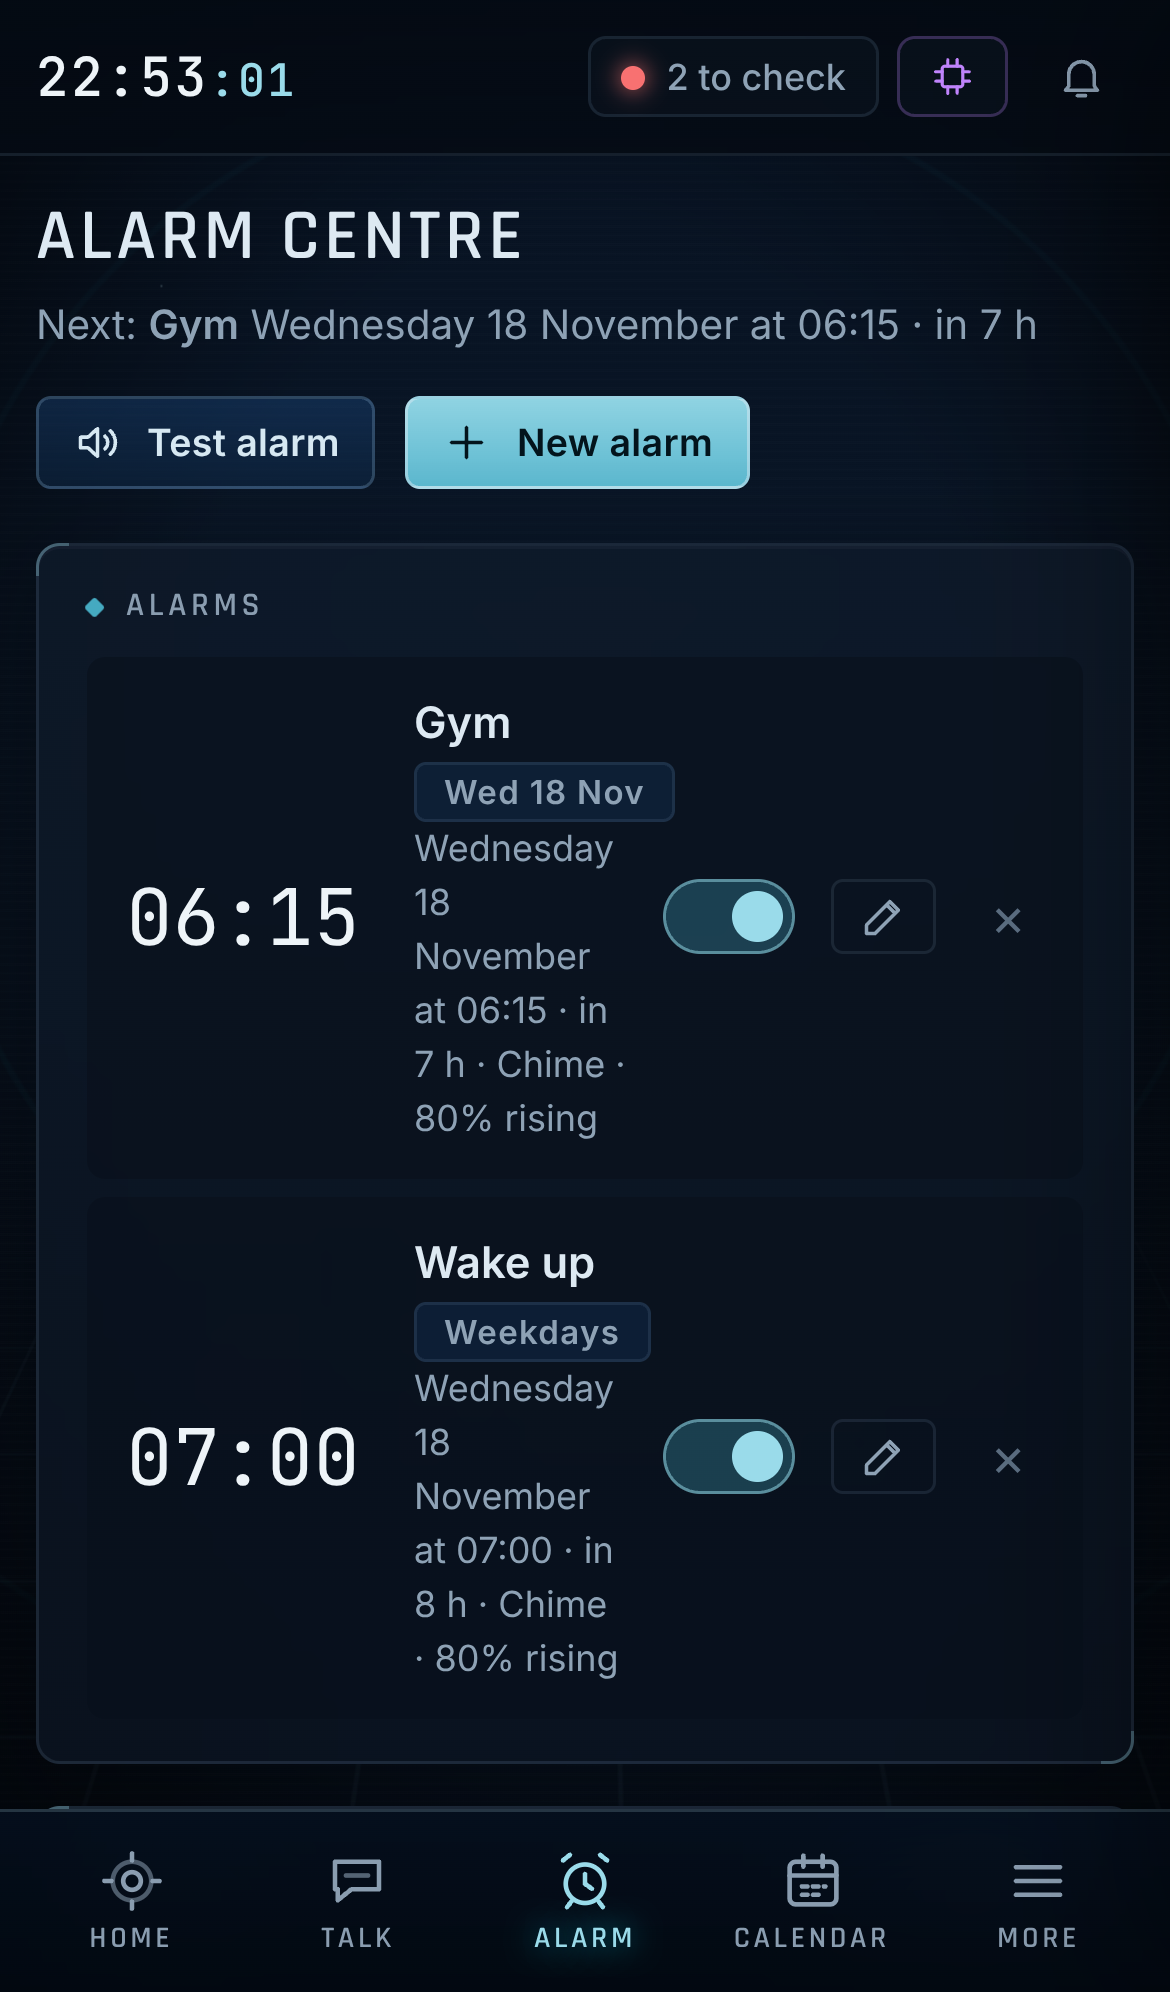 22:53:01
2 to check
ALARM CENTRE
Next: Gym Wednesday 18 November at 06:15 · in 7 h
Test alarm
New alarm
ALARMS
06:15
Gym
Wed 18 Nov
Wednesday
18
November
at 06:15 · in
7 h · Chime ·
80% rising
07:00
Wake up
Weekdays
Wednesday
18
November
at 07:00 · in
8 h · Chime
· 80% rising
HOME
TALK
ALARM
CALENDAR
MORE